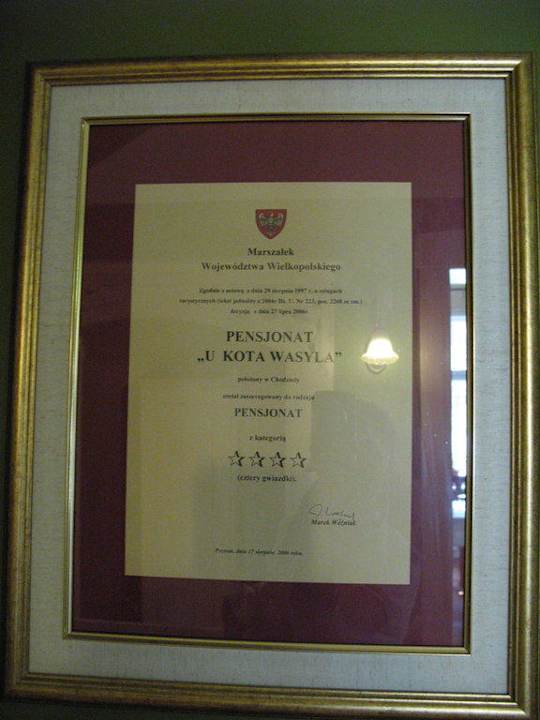 Marszałek
Województwa Wielkopolskiego
Zgodnie z ustawą z dnia 29 sierpnia 1997 r. o usługach
turystycznych (tekst jednolity z 2004r Dz. U. Nr 223, poz. 2268 ze zm.)
decyzją z dnia 27 lipca 2006r
PENSJONAT
„U KOTA WASYLA”
położony w Chodzieży
został zaszeregowany do rodzaju
PENSJONAT
z kategorią
☆☆☆☆
(cztery gwiazdki).
Marek Woźniak
Poznań, dnia 17 sierpnia 2006 roku.